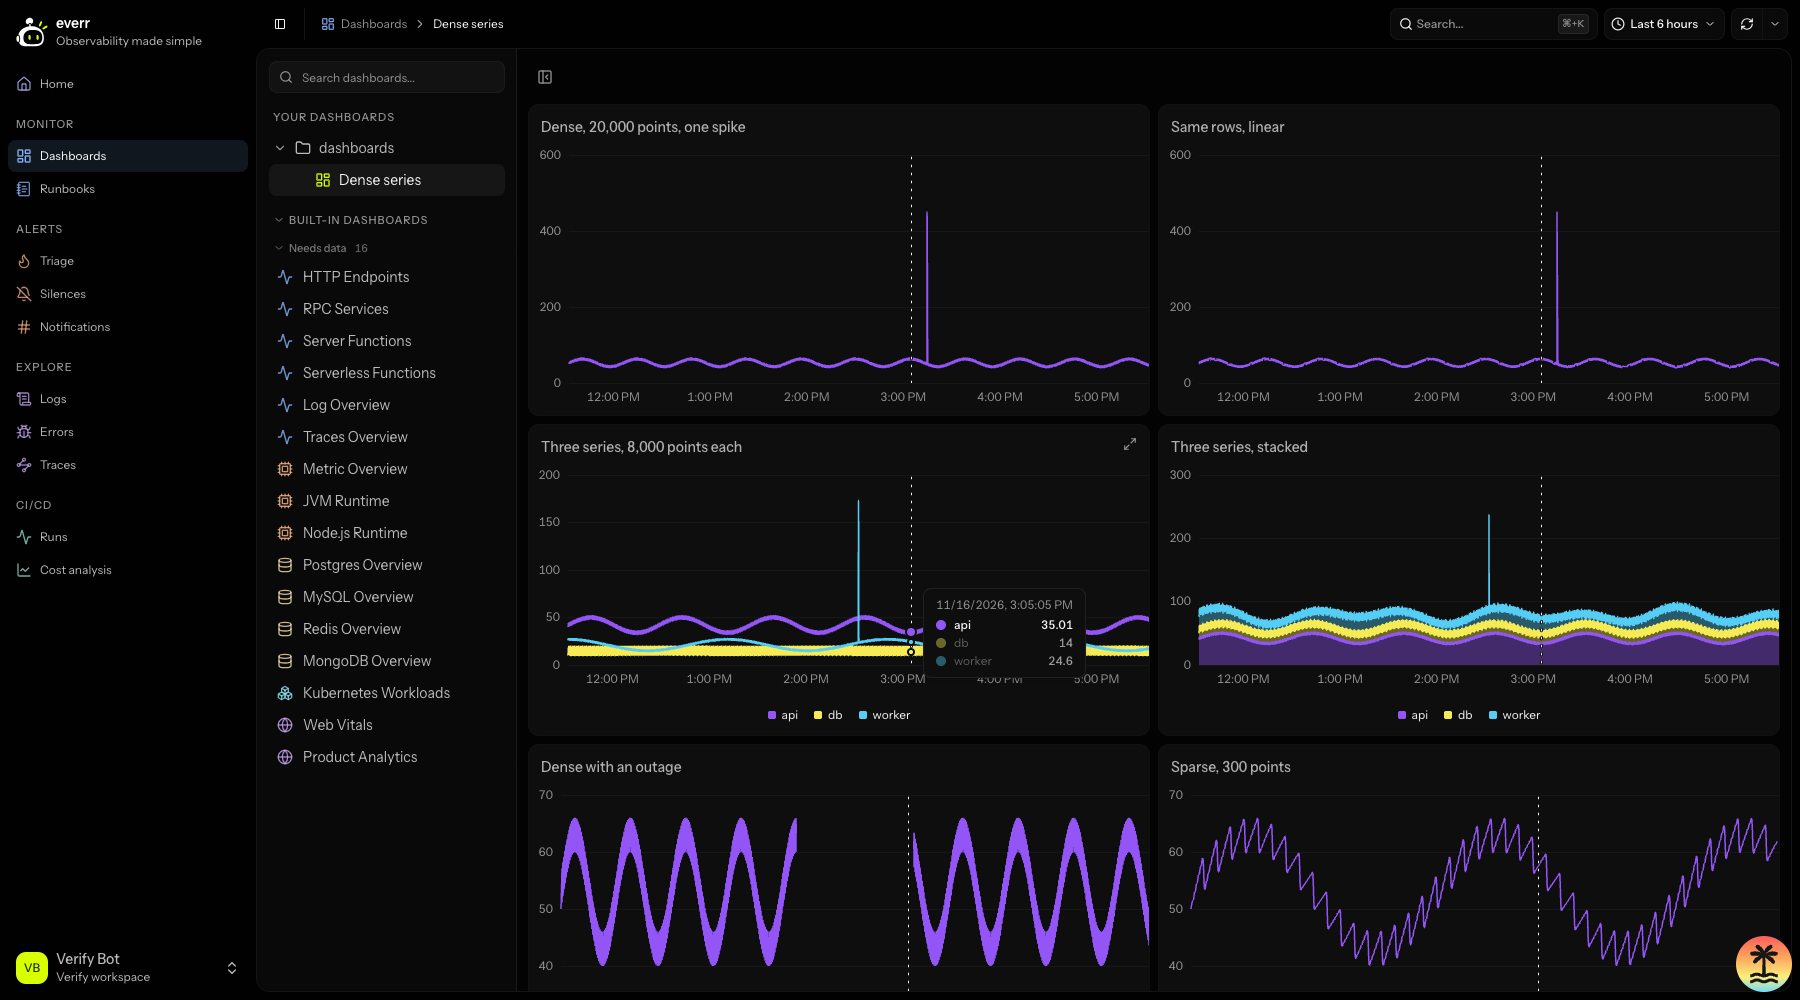 everr
Observability made simple
Home
MONITOR
Dashboards
Runbooks
ALERTS
Triage
Silences
Notifications
EXPLORE
Logs
Errors
Traces
CI/CD
Runs
Cost analysis
VB
Verify Bot
Verify workspace
Dashboards
Dense series
Search...
⌘+K
Last 6 hours
Search dashboards...
YOUR DASHBOARDS
dashboards
Dense series
BUILT-IN DASHBOARDS
Needs data 16
HTTP Endpoints
RPC Services
Server Functions
Serverless Functions
Log Overview
Traces Overview
Metric Overview
JVM Runtime
Node.js Runtime
Postgres Overview
MySQL Overview
Redis Overview
MongoDB Overview
Kubernetes Workloads
Web Vitals
Product Analytics
Dense, 20,000 points, one spike
600
400
200
0
12:00 PM 1:00 PM 2:00 PM 3:00 PM 4:00 PM 5:00 PM
Same rows, linear
600
400
200
0
12:00 PM 1:00 PM 2:00 PM 3:00 PM 4:00 PM 5:00 PM
Three series, 8,000 points each
200
150
100
50
0
12:00 PM 1:00 PM 2:00 PM 3:00 PM 4:00 PM 5:00 PM
11/16/2026, 3:05:05 PM
api 35.01
db 14
worker 24.6
api db worker
Three series, stacked
300
200
100
0
12:00 PM 1:00 PM 2:00 PM 3:00 PM 4:00 PM 5:00 PM
api db worker
Dense with an outage
70
60
50
40
Sparse, 300 points
70
60
50
40